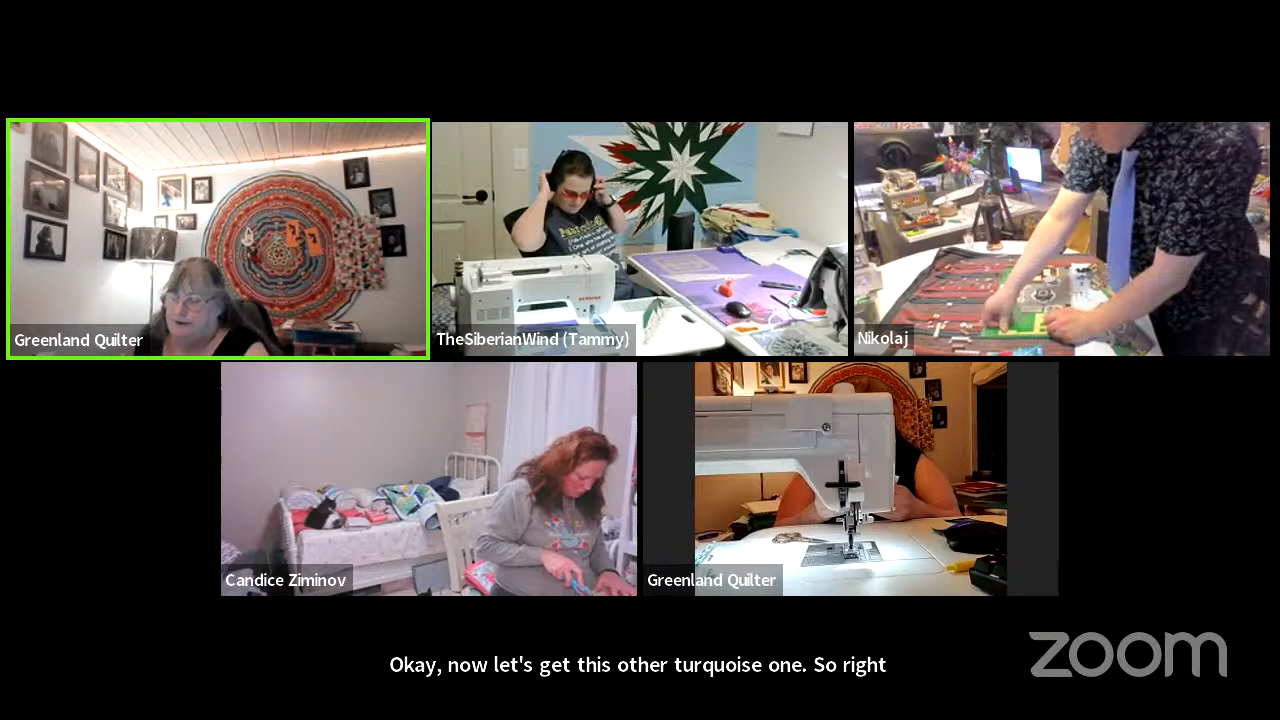 Greenland Quilter
TheSiberianWind (Tammy)
Nikolaj
BERNINA
Candice Ziminov
Greenland Quilter
Okay, now let's get this other turquoise one. So right
zoom